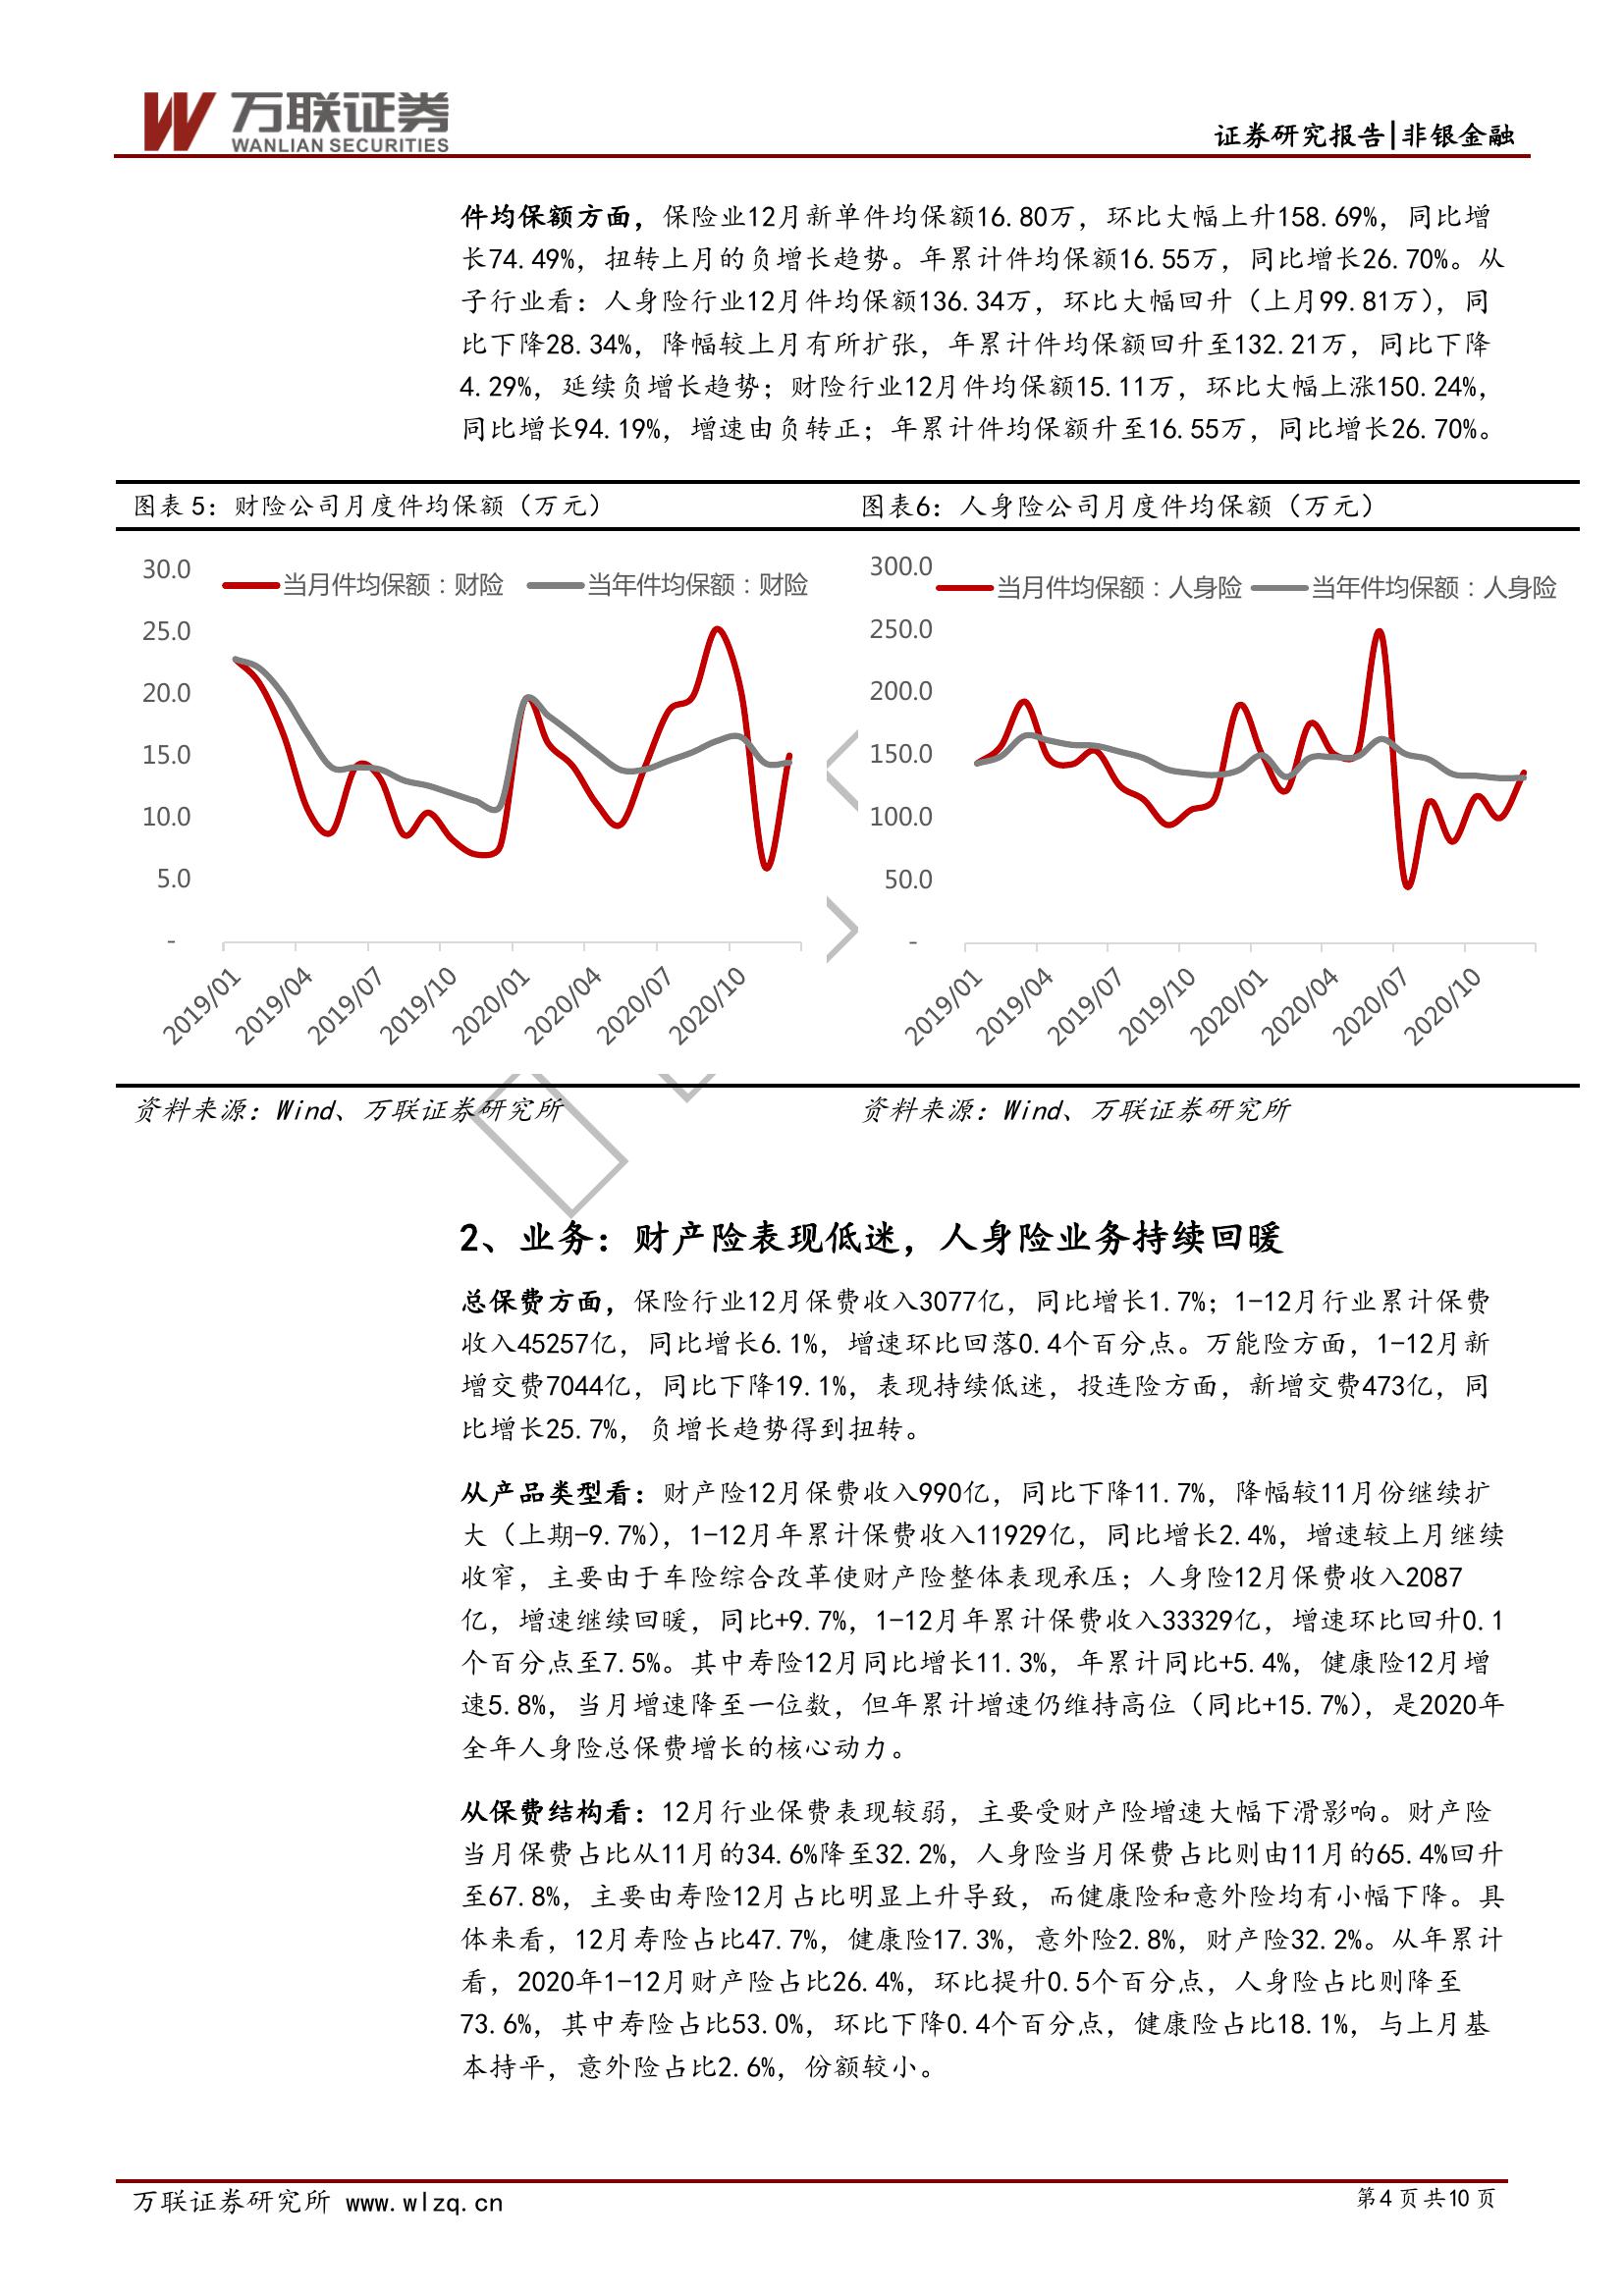 万联证券
WANLIAN SECURITIES
证券研究报告|非银金融
件均保额方面，保险业12月新单件均保额16.80万，环比大幅上升158.69%，同比增
长74.49%，扭转上月的负增长趋势。年累计件均保额16.55万，同比增长26.70%。从
子行业看：人身险行业12月件均保额136.34万，环比大幅回升（上月99.81万），同
比下降28.34%，降幅较上月有所扩张，年累计件均保额回升至132.21万，同比下降
4.29%，延续负增长趋势；财险行业12月件均保额15.11万，环比大幅上涨150.24%，
同比增长94.19%，增速由负转正；年累计件均保额升至16.55万，同比增长26.70%。
图表 5：财险公司月度件均保额（万元）
30.0
25.0
20.0
15.0
10.0
5.0
-
当月件均保额：财险 当年件均保额：财险
2019/01 2019/04 2019/07 2019/10 2020/01 2020/04 2020/07 2020/10
资料来源：Wind、万联证券研究所
图表6：人身险公司月度件均保额（万元）
300.0
250.0
200.0
150.0
100.0
50.0
-
当月件均保额：人身险 当年件均保额：人身险
2019/01 2019/04 2019/07 2019/10 2020/01 2020/04 2020/07 2020/10
资料来源：Wind、万联证券研究所
2、业务：财产险表现低迷，人身险业务持续回暖
总保费方面，保险行业12月保费收入3077亿，同比增长1.7%；1-12月行业累计保费
收入45257亿，同比增长6.1%，增速环比回落0.4个百分点。万能险方面，1-12月新
增交费7044亿，同比下降19.1%，表现持续低迷，投连险方面，新增交费473亿，同
比增长25.7%，负增长趋势得到扭转。
从产品类型看：财产险12月保费收入990亿，同比下降11.7%，降幅较11月份继续扩
大（上期-9.7%），1-12月年累计保费收入11929亿，同比增长2.4%，增速较上月继续
收窄，主要由于车险综合改革使财产险整体表现承压；人身险12月保费收入2087
亿，增速继续回暖，同比+9.7%，1-12月年累计保费收入33329亿，增速环比回升0.1
个百分点至7.5%。其中寿险12月同比增长11.3%，年累计同比+5.4%，健康险12月增
速5.8%，当月增速降至一位数，但年累计增速仍维持高位（同比+15.7%），是2020年
全年人身险总保费增长的核心动力。
从保费结构看：12月行业保费表现较弱，主要受财产险增速大幅下滑影响。财产险
当月保费占比从11月的34.6%降至32.2%，人身险当月保费占比则由11月的65.4%回升
至67.8%，主要由寿险12月占比明显上升导致，而健康险和意外险均有小幅下降。具
体来看，12月寿险占比47.7%，健康险17.3%，意外险2.8%，财产险32.2%。从年累计
看，2020年1-12月财产险占比26.4%，环比提升0.5个百分点，人身险占比则降至
73.6%，其中寿险占比53.0%，环比下降0.4个百分点，健康险占比18.1%，与上月基
本持平，意外险占比2.6%，份额较小。
万联证券研究所 www.wlzq.cn
第4 页 共10 页